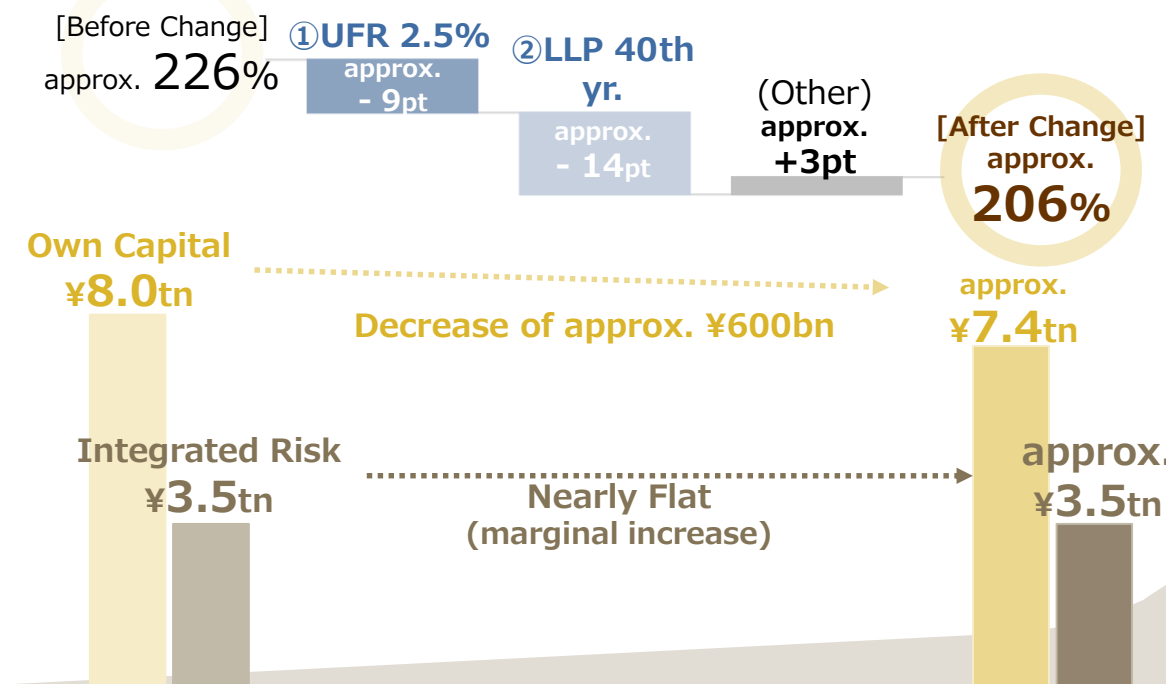 [Before Change]
approx. 226%
①UFR 2.5%
approx.
- 9pt
②LLP 40th
yr.
approx.
- 14pt
(Other)
approx.
+3pt
[After Change]
approx.
206%
Own Capital
¥8.0tn
Decrease of approx. ¥600bn
approx.
¥7.4tn
Integrated Risk
¥3.5tn
Nearly Flat
(marginal increase)
approx.
¥3.5tn